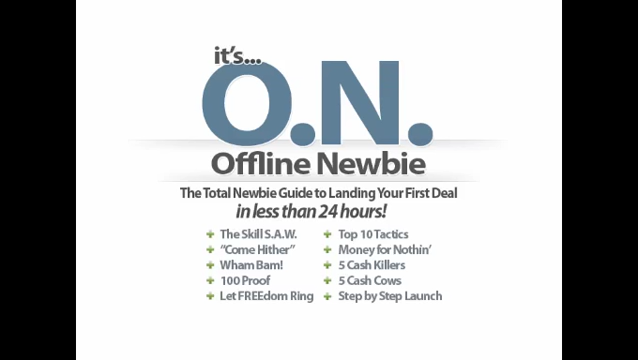 it's...
O.N.
Offline Newbie
The Total Newbie Guide to Landing Your First Deal
in less than 24 hours!
The Skill S.A.W.
"Come Hither"
Wham Bam!
100 Proof
Let FREEdom Ring
Top 10 Tactics
Money for Nothin'
5 Cash Killers
5 Cash Cows
Step by Step Launch